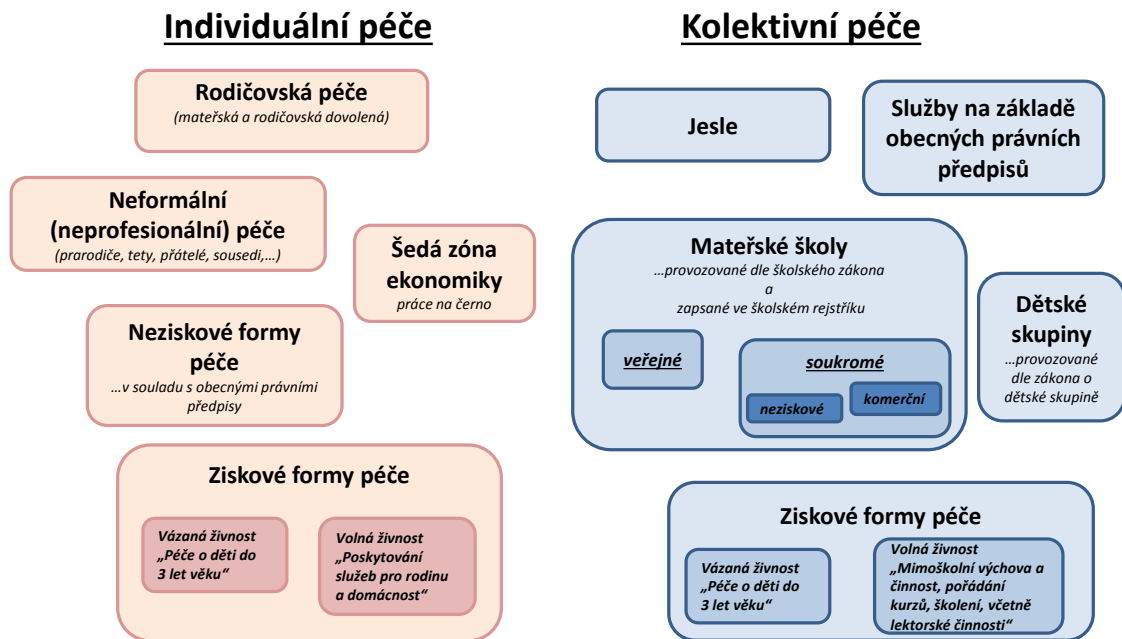 Individuální péče
Rodičovská péče
(mateřská a rodičovská dovolená)
Neformální
(neprofesionální) péče
(prarodiče, tety, přátelé, sousedi,...)
Šedá zóna
ekonomiky
práce na černo
Neziskové formy
péče
...v souladu s obecnými právními
předpisy
Ziskové formy péče
Vázaná živnost
„Péče o děti do
3 let věku“
Volná živnost
„Poskytování
služeb pro rodinu
a domácnost“
Kolektivní péče
Jesle
Služby na základě
obecných právních
předpisů
Mateřské školy
...provozované dle školského zákona
a
zapsané ve školském rejstříku
veřejné
soukromé
neziskové
komerční
Dětské
skupiny
...provozované
dle zákona o
dětské skupině
Ziskové formy péče
Vázaná živnost
„Péče o děti do
3 let věku“
Volná živnost
„Mimoškolní výchova a
činnost, pořádání
kurzů, školení, včetně
lektorské činnosti“